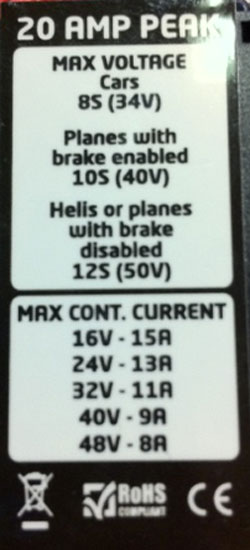 20 AMP PEAK
MAX VOLTAGE
Cars
8S (34V)
Planes with
brake enabled
10S (40V)
Helis or planes
with brake
disabled
12S (50V)
MAX CONT. CURRENT
16V - 15A
24V - 13A
32V - 11A
40V - 9A
48V - 8A
RoHS
COMPLIANT
CE